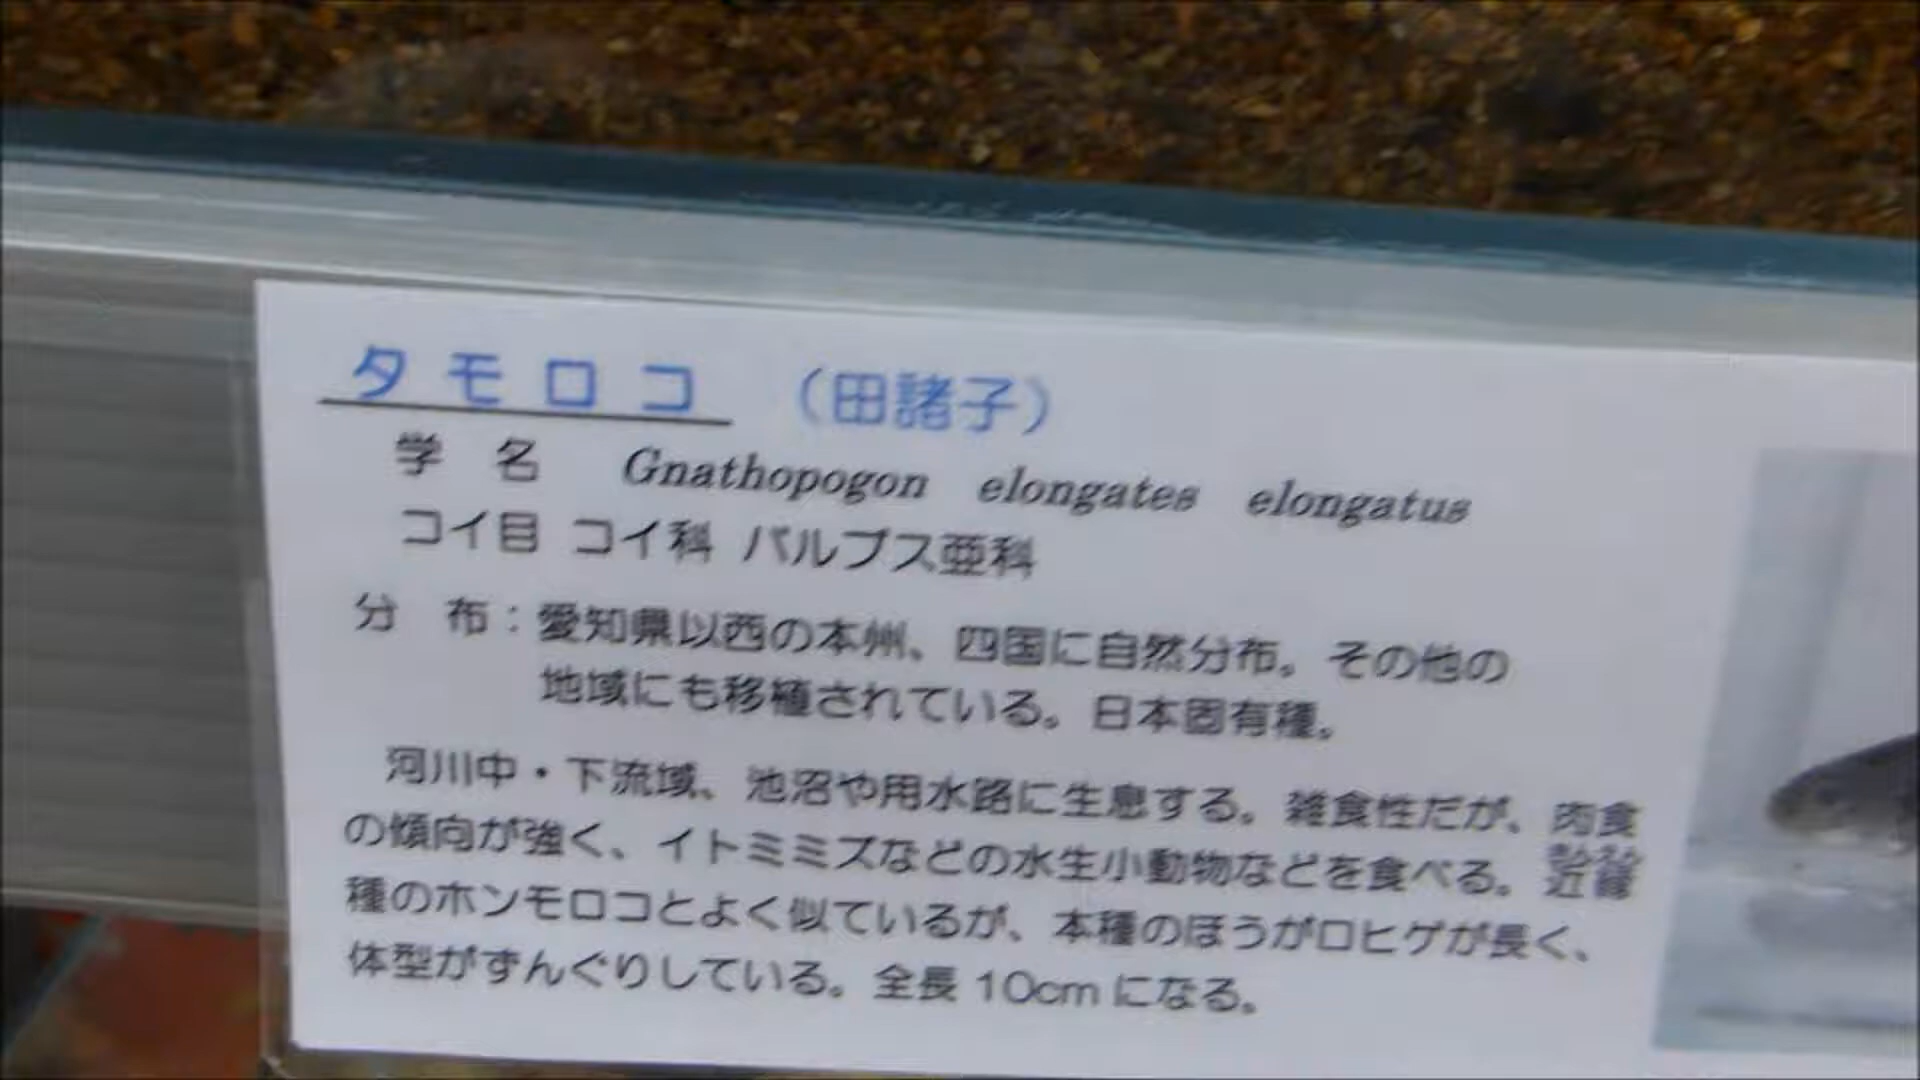 タモロコ （田諸子）
学 名 Gnathopogon elongates elongatus
コイ目 コイ科 バルブス亜科
分 布：愛知県以西の本州、四国に自然分布。その他の
地域にも移植されている。日本固有種。
河川中・下流域、池沼や用水路に生息する。雑食性だが、肉食
の傾向が強く、イトミミズなどの水生小動物などを食べる。近縁
種のホンモロコとよく似ているが、本種のほうが口ヒゲが長く、
体型がずんぐりしている。全長10cmになる。